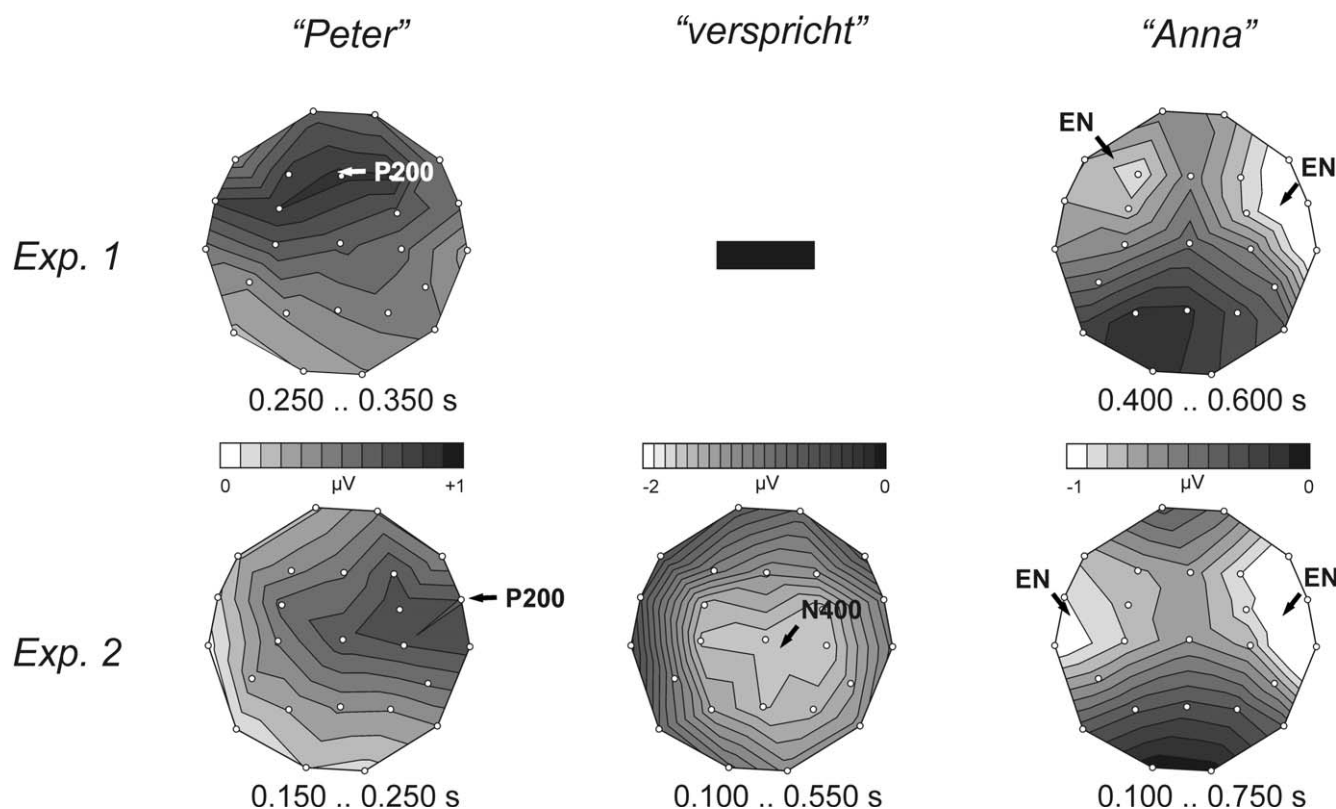 “Peter” “verspricht” “Anna”
EN
EN
P200
Exp. 1
0.250 .. 0.350 s 0.400 .. 0.600 s
0 µV +1 -2 µV 0 -1 µV 0
EN EN
P200 N400
Exp. 2
0.150 .. 0.250 s 0.100 .. 0.550 s 0.100 .. 0.750 s